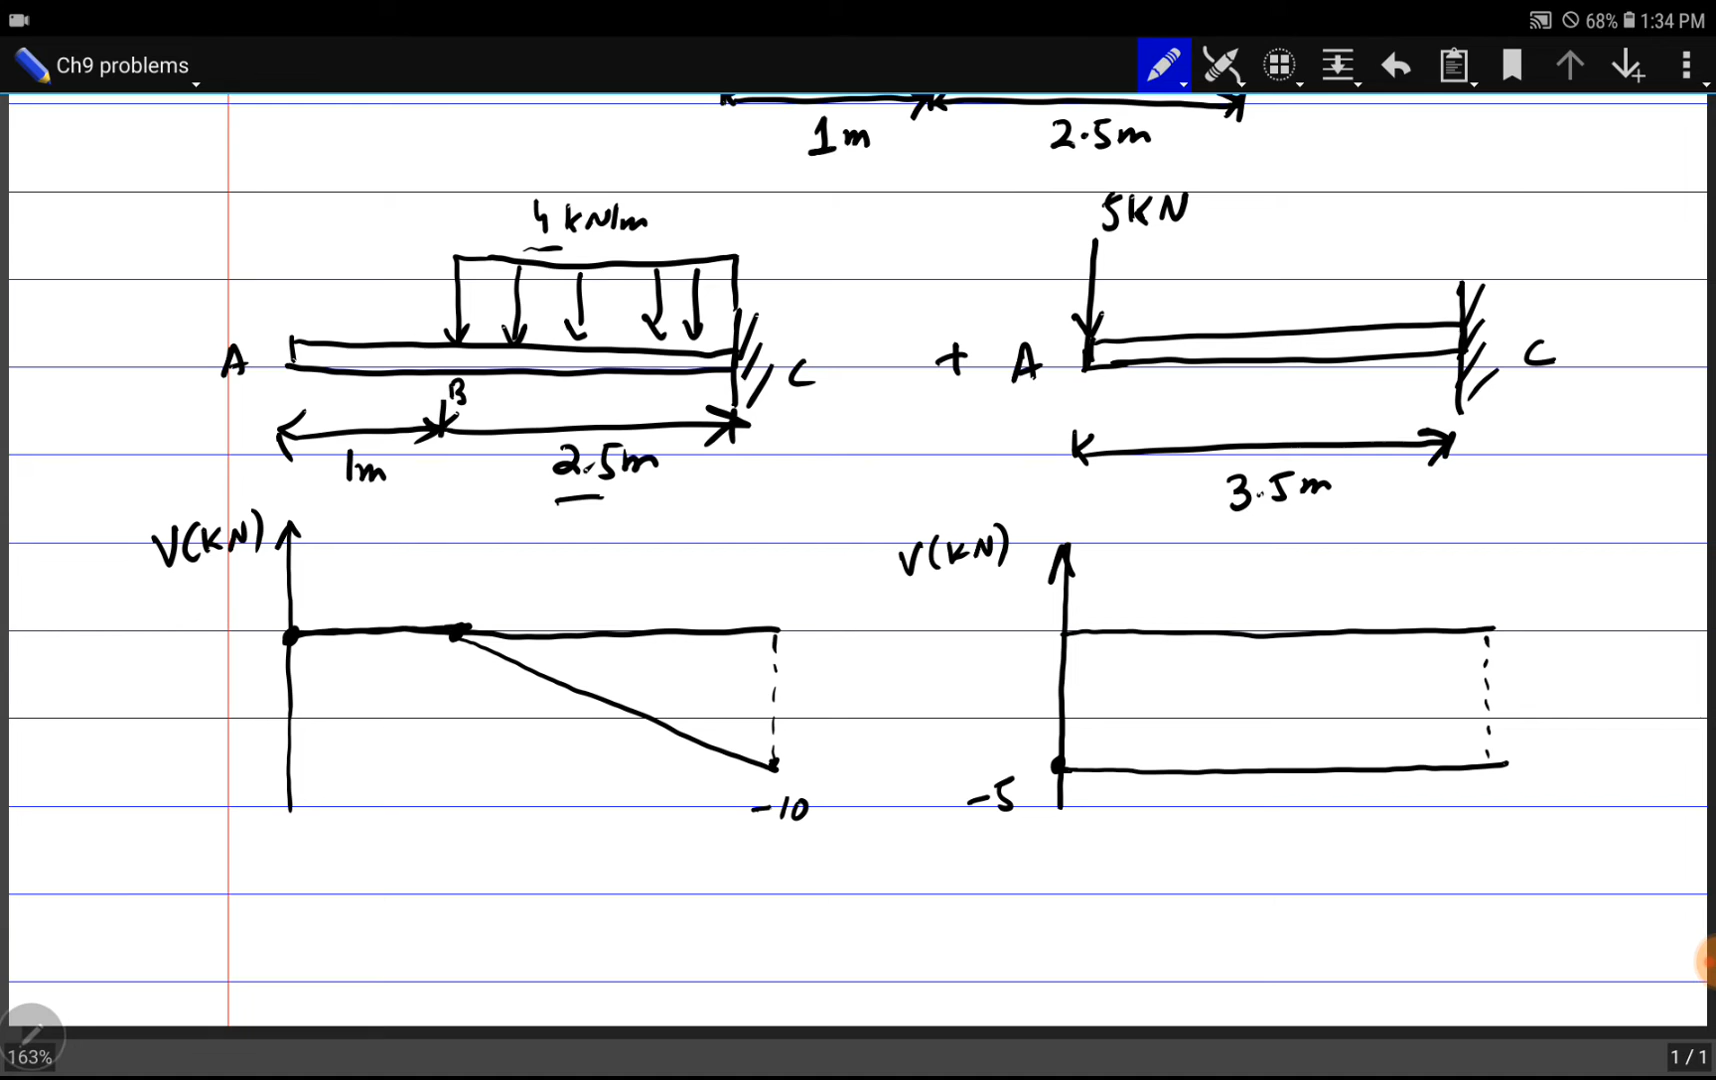 68% 1:34 PM
Ch9 problems
1m 2.5m
4 kN/m 5KN
A B C + A C
1m 2.5m 3.5m
V(KN) V(KN)
-10 -5
163% 1 / 1